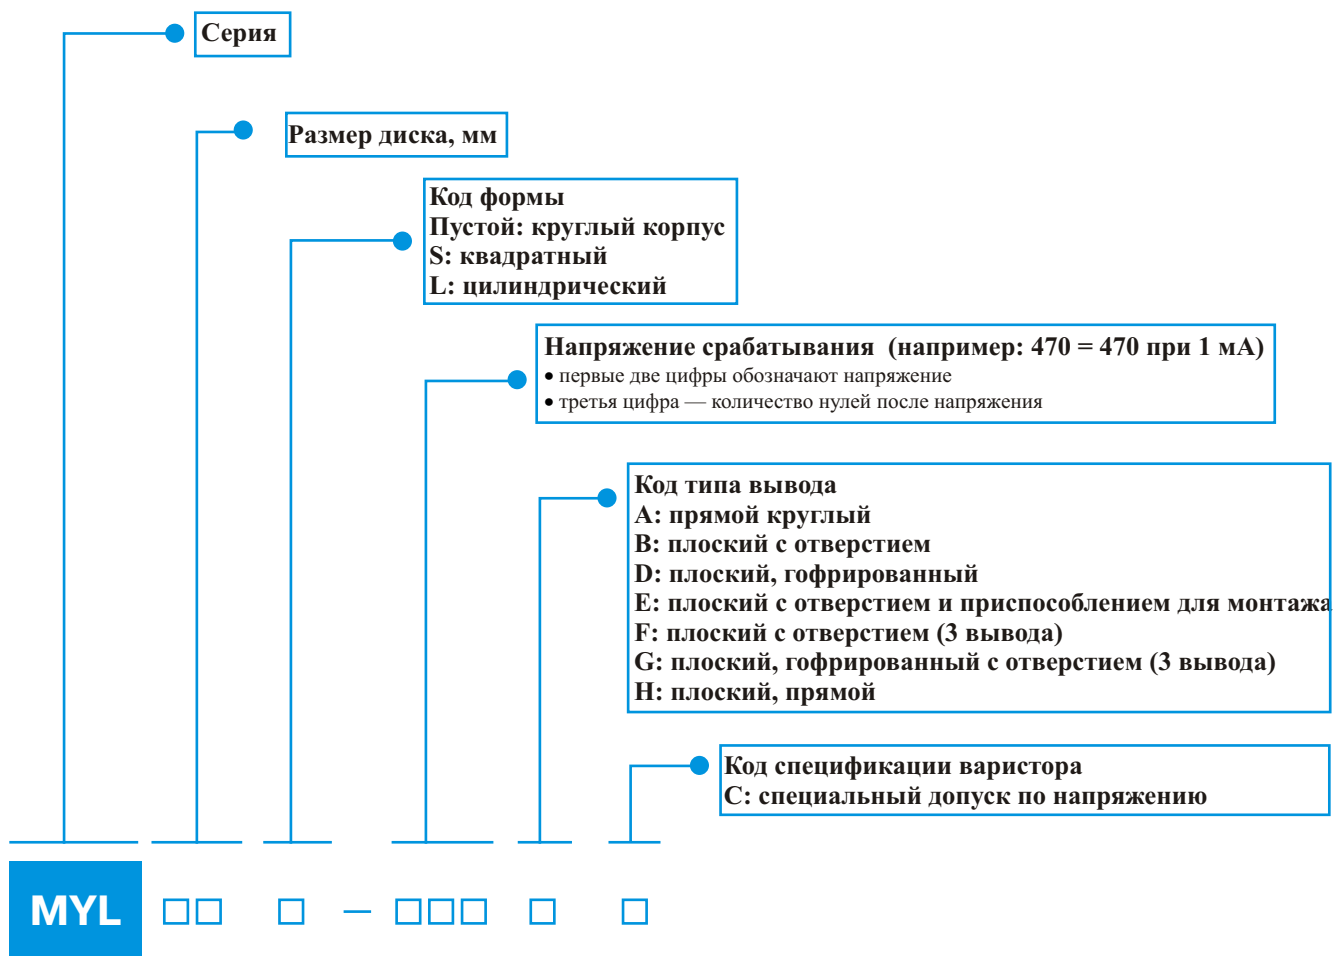 Серия
Размер диска, мм
Код формы
Пустой: круглый корпус
S: квадратный
L: цилиндрический
Напряжение срабатывания (например: 470 = 470 при 1 мА)
• первые две цифры обозначают напряжение
• третья цифра — количество нулей после напряжения
Код типа вывода
A: прямой круглый
B: плоский с отверстием
D: плоский, гофрированный
E: плоский с отверстием и приспособлением для монтажа
F: плоский с отверстием (3 вывода)
G: плоский, гофрированный с отверстием (3 вывода)
H: плоский, прямой
Код спецификации варистора
C: специальный допуск по напряжению
MYL □□ □ — □□□ □ □